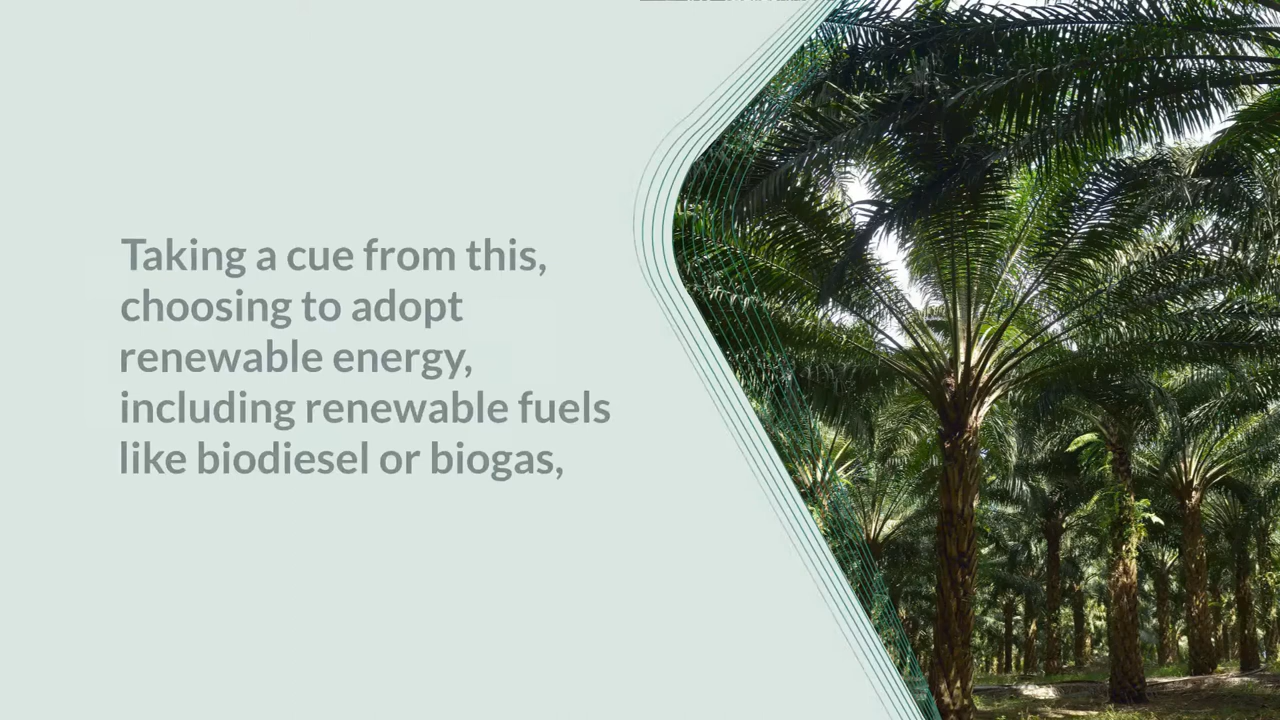 Taking a cue from this,
choosing to adopt
renewable energy,
including renewable fuels
like biodiesel or biogas,